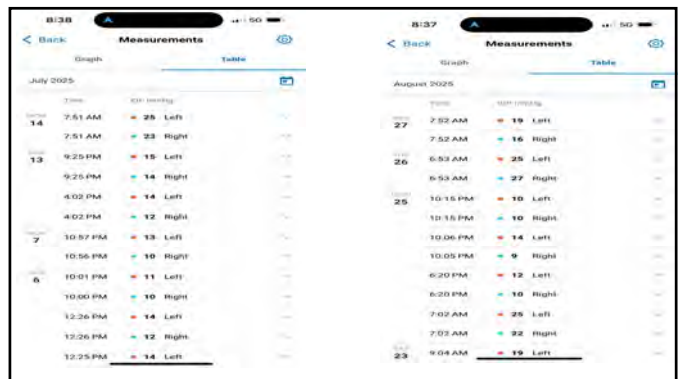 8:38 5G
< Back Measurements
Graph Table
July 2025
Time IOP (mmHg)
14 7:51 AM 25 Left
7:51 AM 23 Right
13 9:25 PM 15 Left
9:25 PM 14 Right
4:02 PM 14 Left
4:02 PM 12 Right
7 10:57 PM 13 Left
10:56 PM 10 Right
6 10:01 PM 11 Left
10:00 PM 10 Right
12:26 PM 14 Left
12:26 PM 12 Right
12:25 PM 14 Left
8:37 5G
< Back Measurements
Graph Table
August 2025
Time IOP (mmHg)
27 7:52 AM 19 Left
7:52 AM 16 Right
26 6:53 AM 25 Left
6:53 AM 27 Right
25 10:15 PM 10 Left
10:15 PM 10 Right
10:06 PM 14 Left
10:05 PM 9 Right
6:20 PM 12 Left
6:20 PM 10 Right
7:02 AM 25 Left
7:02 AM 22 Right
23 9:04 AM 19 Left